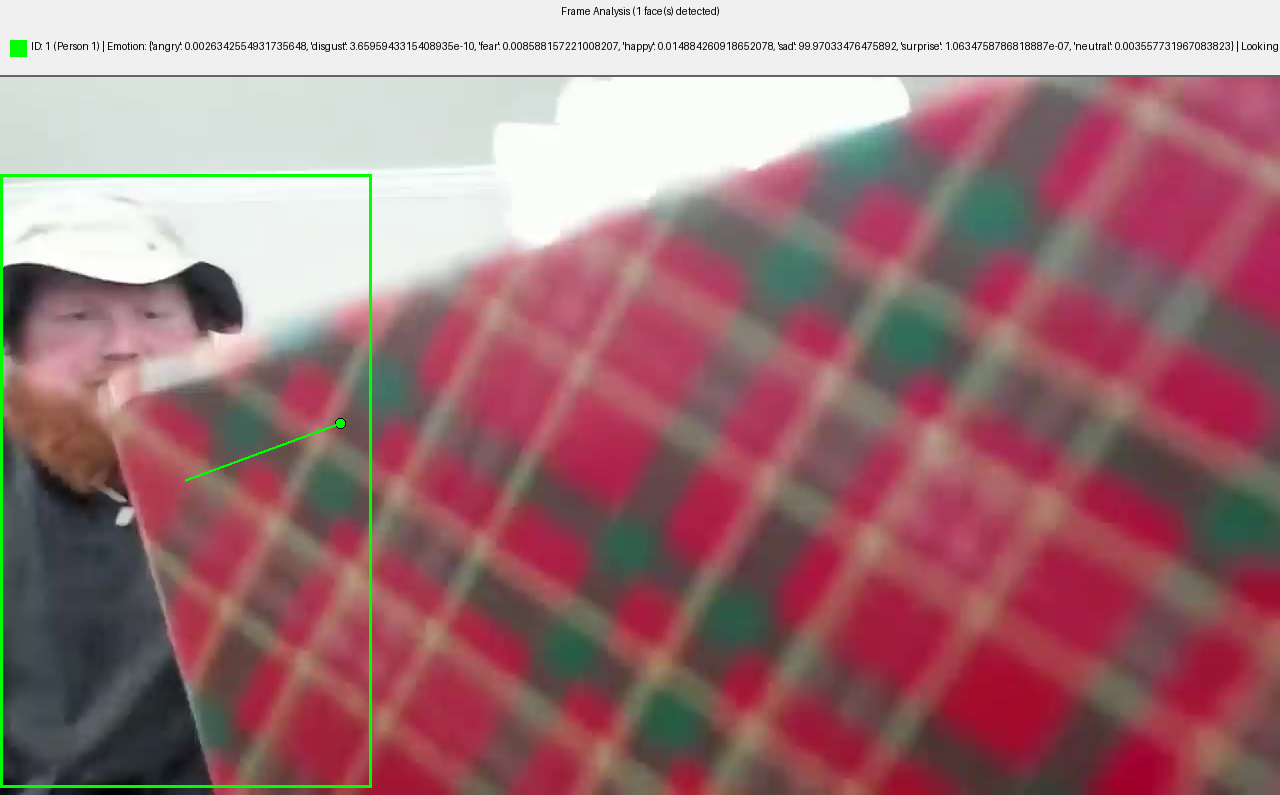 Frame Analysis (1 face(s) detected)
ID: 1 (Person 1) | Emotion: {'angry': 0.0026342554931735648, 'disgust': 3.6595943315408935e-10, 'fear': 0.008588157221008207, 'happy': 0.014884260918652078, 'sad': 99.97033476475892, 'surprise': 1.0634758786818887e-07, 'neutral': 0.003557731967083823} | Looking